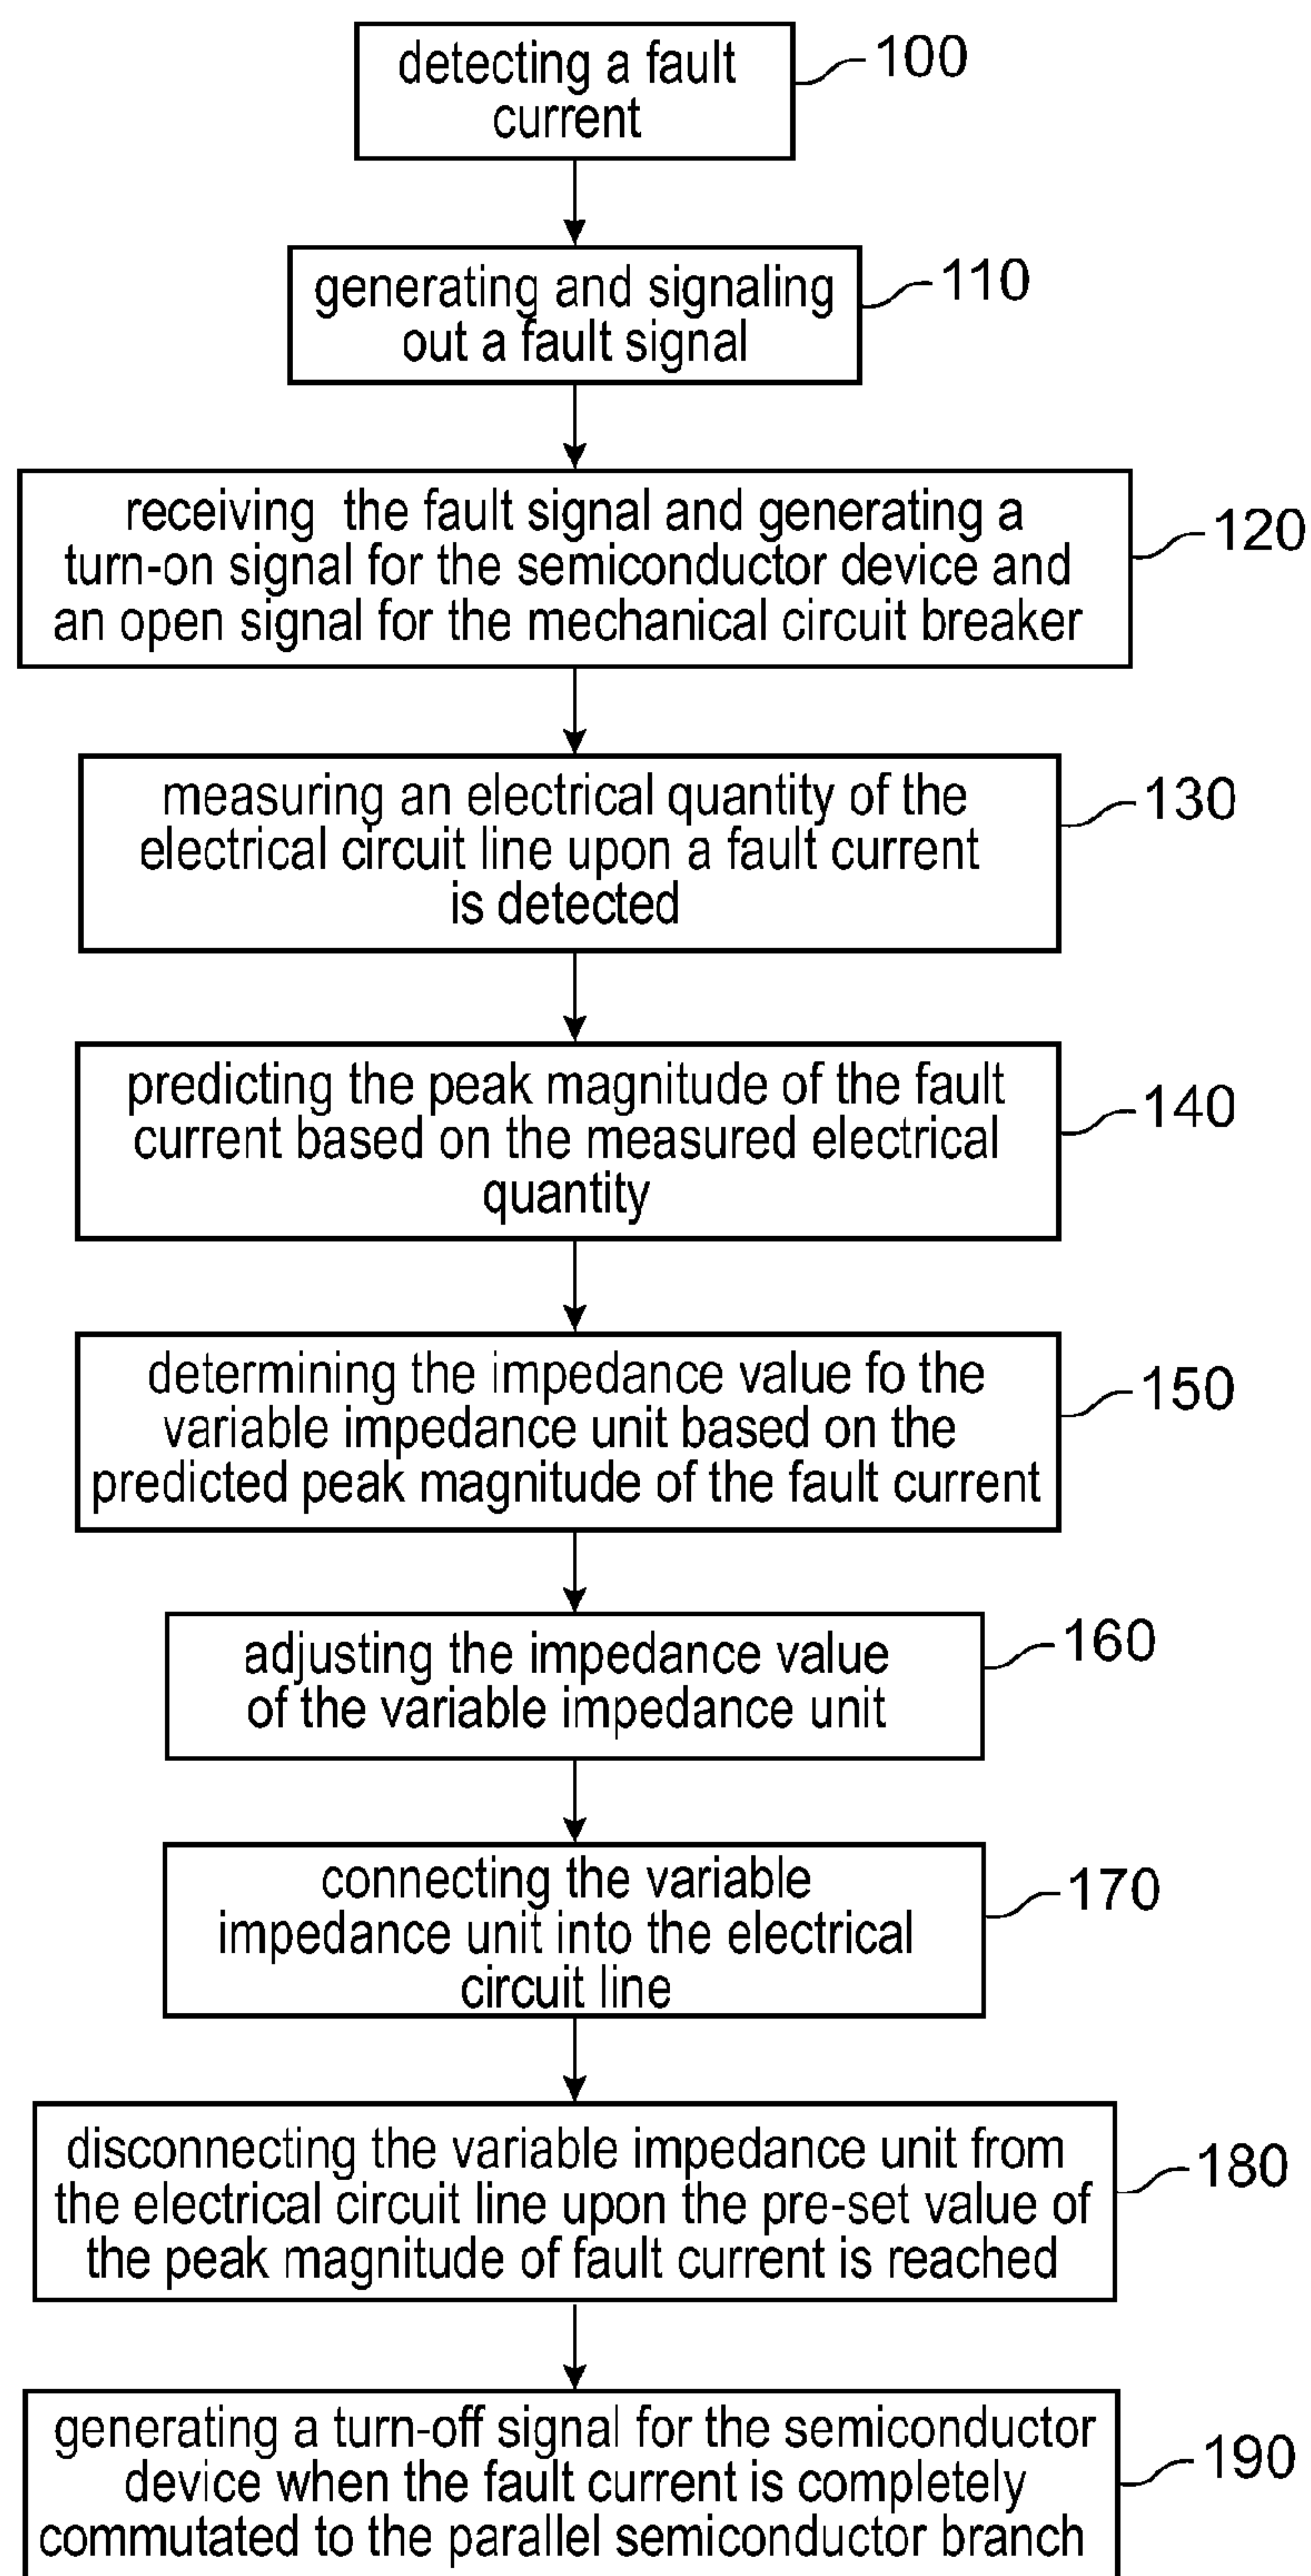 detecting a fault
current
100
generating and signaling
out a fault signal
110
receiving the fault signal and generating a
turn-on signal for the semiconductor device and
an open signal for the mechanical circuit breaker
120
measuring an electrical quantity of the
electrical circuit line upon a fault current
is detected
130
predicting the peak magnitude of the fault
current based on the measured electrical
quantity
140
determining the impedance value fo the
variable impedance unit based on the
predicted peak magnitude of the fault current
150
adjusting the impedance value
of the variable impedance unit
160
connecting the variable
impedance unit into the electrical
circuit line
170
disconnecting the variable impedance unit from
the electrical circuit line upon the pre-set value of
the peak magnitude of fault current is reached
180
generating a turn-off signal for the semiconductor
device when the fault current is completely
commutated to the parallel semiconductor branch
190